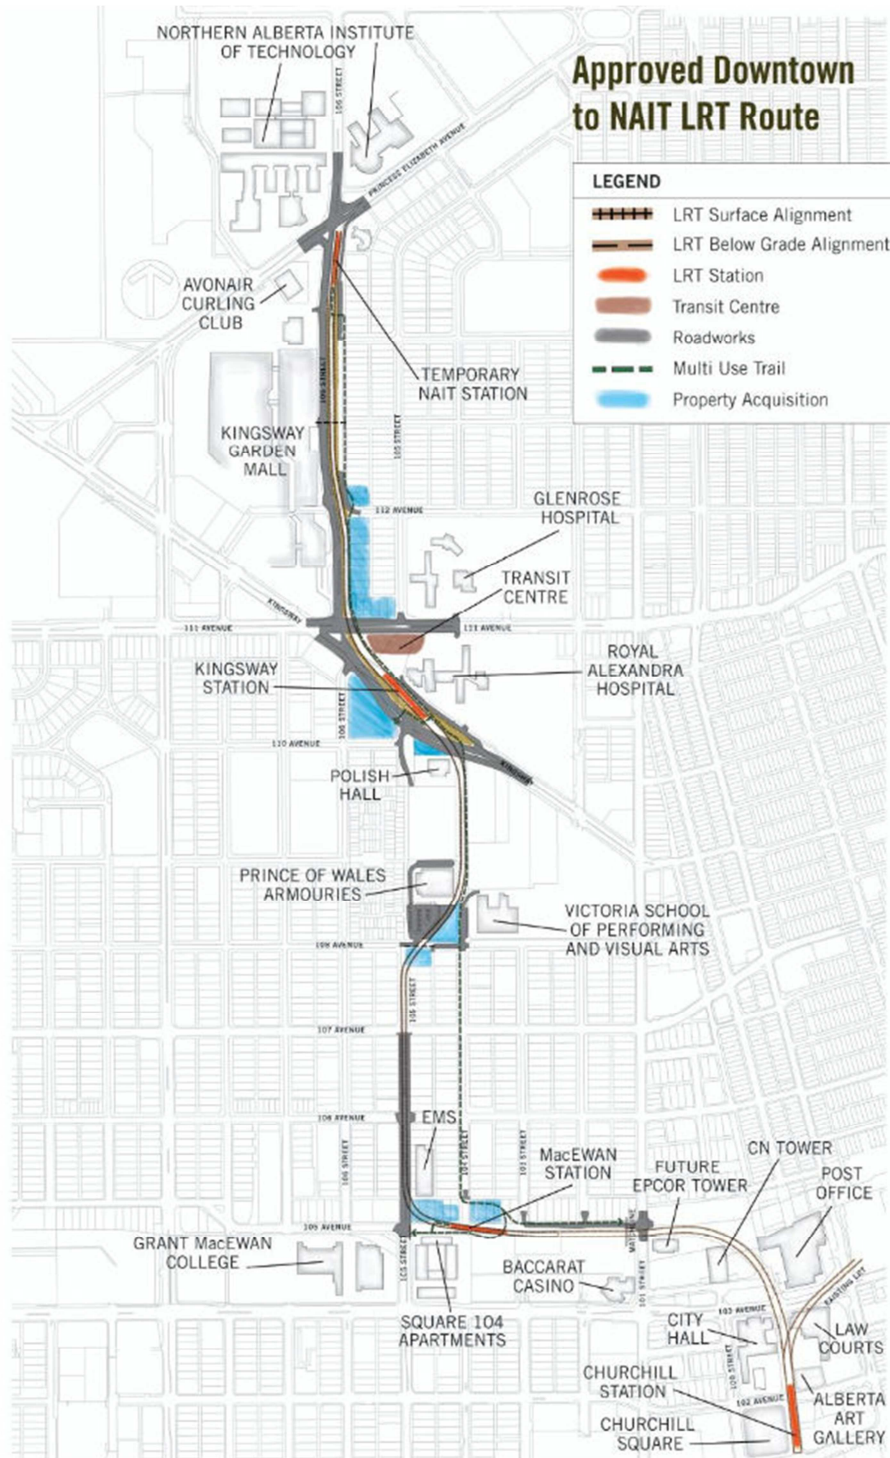 NORTHERN ALBERTA INSTITUTE
OF TECHNOLOGY
106 STREET
PRINCESS ELIZABETH AVENUE
Approved Downtown
to NAIT LRT Route
LEGEND
LRT Surface Alignment
LRT Below Grade Alignment
LRT Station
Transit Centre
Roadworks
Multi Use Trail
Property Acquisition
AVONAIR
CURLING
CLUB
TEMPORARY
NAIT STATION
106 STREET
105 STREET
KINGSWAY
GARDEN
MALL
112 AVENUE
GLENROSE
HOSPITAL
TRANSIT
CENTRE
KINGSWAY
111 AVENUE
111 AVENUE
ROYAL
ALEXANDRA
HOSPITAL
KINGSWAY
STATION
106 STREET
110 AVENUE
KINGSWAY
POLISH
HALL
PRINCE OF WALES
ARMOURIES
VICTORIA SCHOOL
OF PERFORMING
AND VISUAL ARTS
108 AVENUE
105 STREET
107 AVENUE
106 AVENUE
EMS
106 STREET
104 STREET
103 STREET
MacEWAN
STATION
FUTURE
EPCOR TOWER
CN TOWER
POST
OFFICE
105 AVENUE
105 STREET
101 STREET
GRANT MacEWAN
COLLEGE
BACCARAT
CASINO
SQUARE 104
APARTMENTS
103 AVENUE
EXISTING LRT
CITY
HALL
LAW
COURTS
100 STREET
CHURCHILL
STATION
102 AVENUE
ALBERTA
ART
GALLERY
CHURCHILL
SQUARE